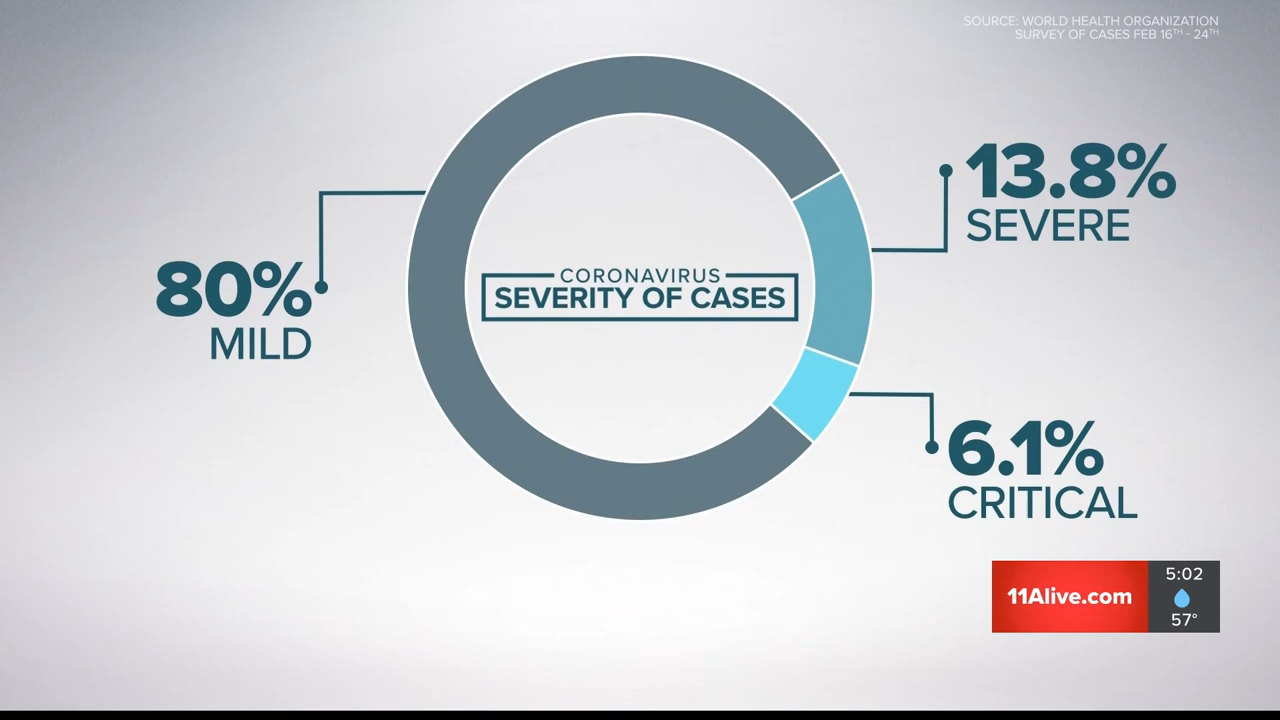 SOURCE: WORLD HEALTH ORGANIZATION
SURVEY OF CASES FEB 16TH - 24TH
13.8%
SEVERE
80%
MILD
CORONAVIRUS
SEVERITY OF CASES
6.1%
CRITICAL
11Alive.com
5:02
57°